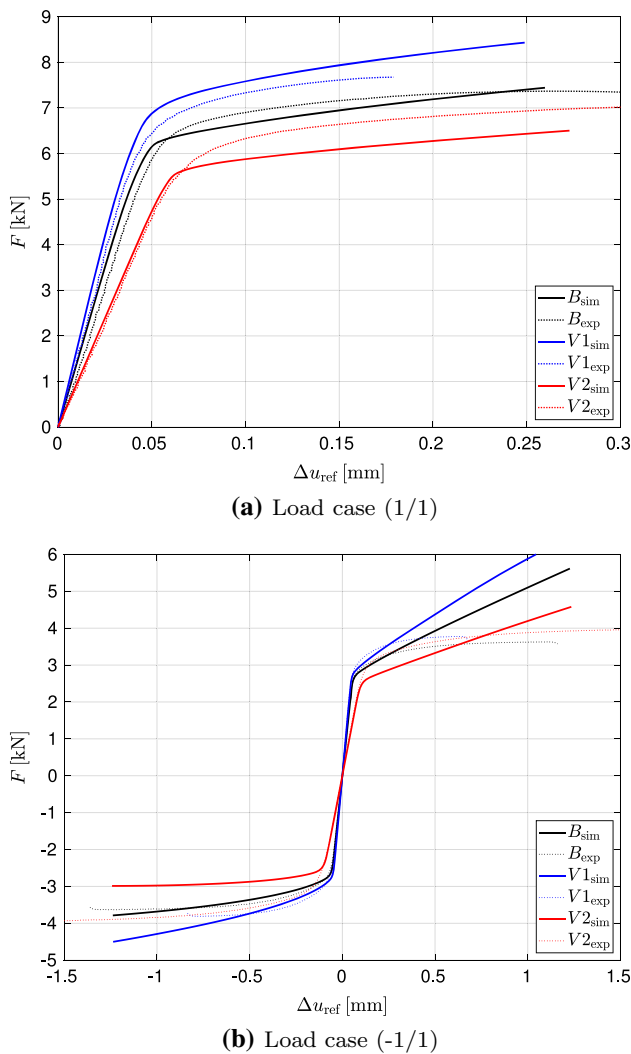 9
8
7
6
5
4
3
2
1
0
F [kN]
0 0.05 0.1 0.15 0.2 0.25 0.3
Δu_ref [mm]
B_sim
B_exp
V1_sim
V1_exp
V2_sim
V2_exp
(a) Load case (1/1)
6
5
4
3
2
1
0
-1
-2
-3
-4
-5
F [kN]
-1.5 -1 -0.5 0 0.5 1 1.5
Δu_ref [mm]
B_sim
B_exp
V1_sim
V1_exp
V2_sim
V2_exp
(b) Load case (-1/1)